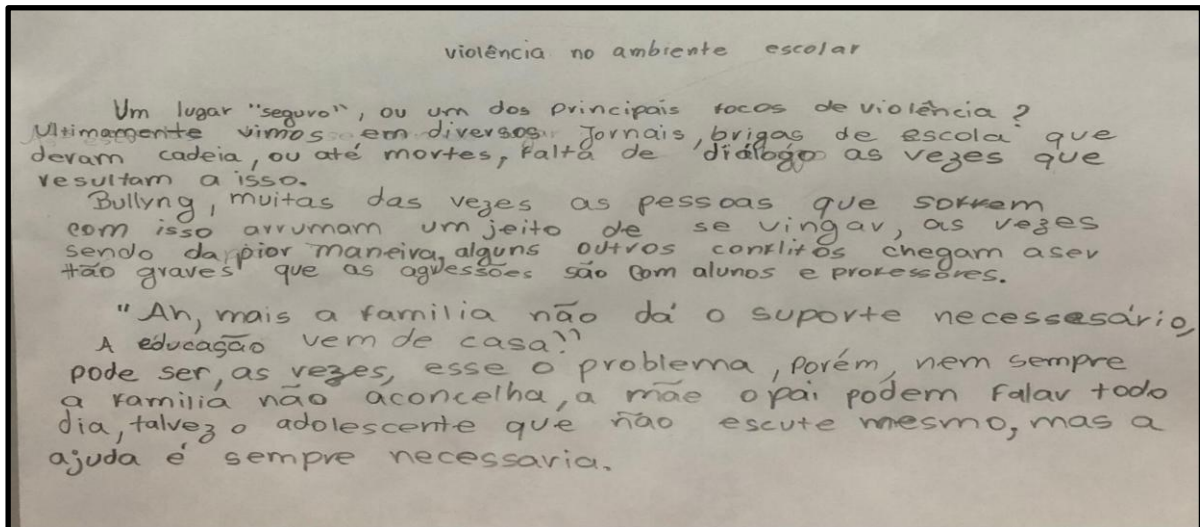 violência no ambiente escolar
Um lugar "seguro", ou um dos principais focos de violência?
Ultimamente vimos em diversos Jornais, brigas de escola que
devam cadeia, ou até mortes, falta de diálogo as vezes que
resultam a isso.
Bullyng, muitas das vezes as pessoas que sofrem
com isso arrumam um jeito de se vingar, as vezes
sendo da pior maneira, alguns outros conflitos chegam a ser
tão graves que as agressões são com alunos e professores.
"Ah, mais a familia não dá o suporte necessesário,
A educação vem de casa!"
pode ser, as vezes, esse o problema, porém, nem sempre
a familia não aconcelha, a mãe o pai podem falar todo
dia, talvez o adolescente que não escute mesmo, mas a
ajuda é sempre necessaria.